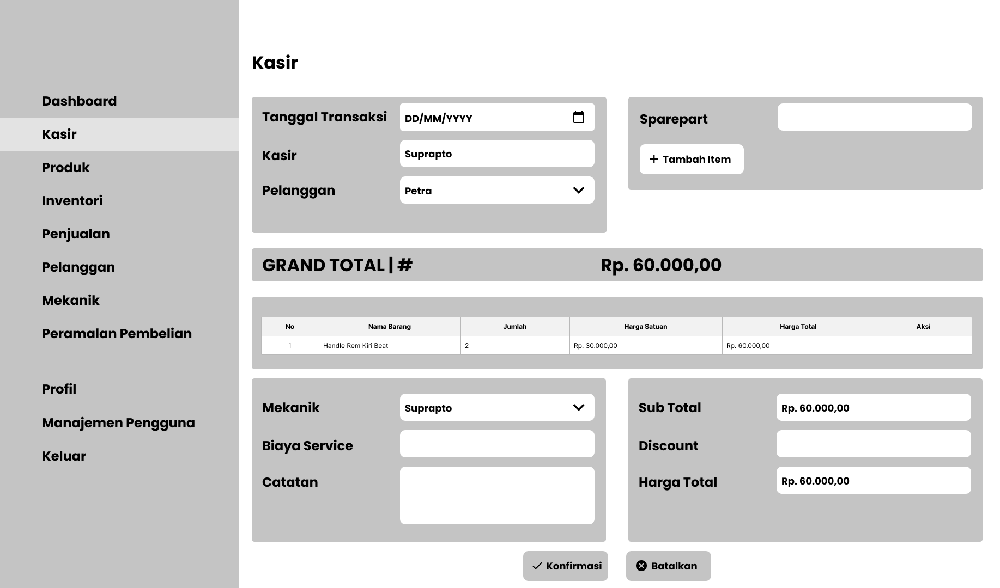 Dashboard
Kasir
Produk
Inventori
Penjualan
Pelanggan
Mekanik
Peramalan Pembelian
Profil
Manajemen Pengguna
Keluar
Kasir
Tanggal Transaksi DD/MM/YYYY
Kasir Suprapto
Pelanggan Petra
Sparepart
+ Tambah Item
GRAND TOTAL | # Rp. 60.000,00
No Nama Barang Jumlah Harga Satuan Harga Total Aksi
1 Handle Rem Kiri Beat 2 Rp. 30.000,00 Rp. 60.000,00
Mekanik Suprapto
Biaya Service
Catatan
Sub Total Rp. 60.000,00
Discount
Harga Total Rp. 60.000,00
Konfirmasi
Batalkan